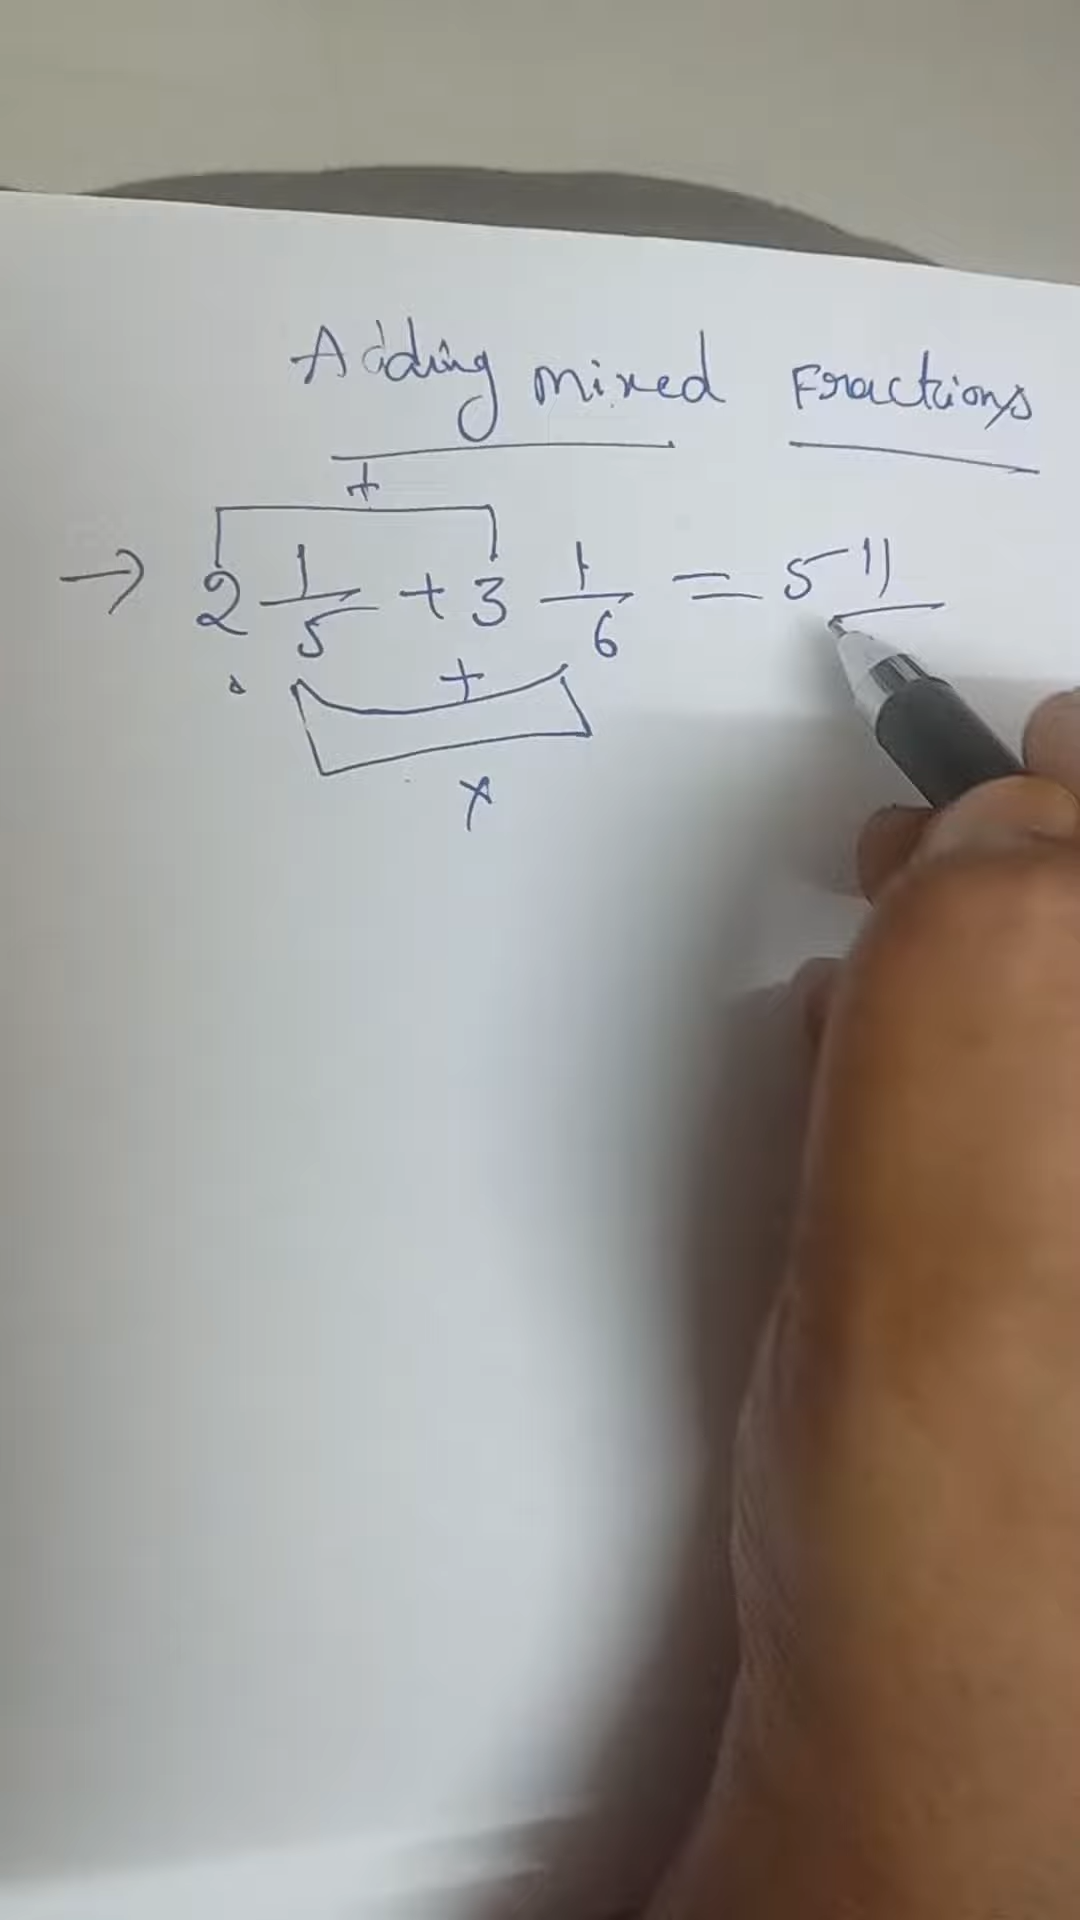 Adding mixed Fractions
+
→ 2 1/5 + 3 1/6 = 5 11/
+
x